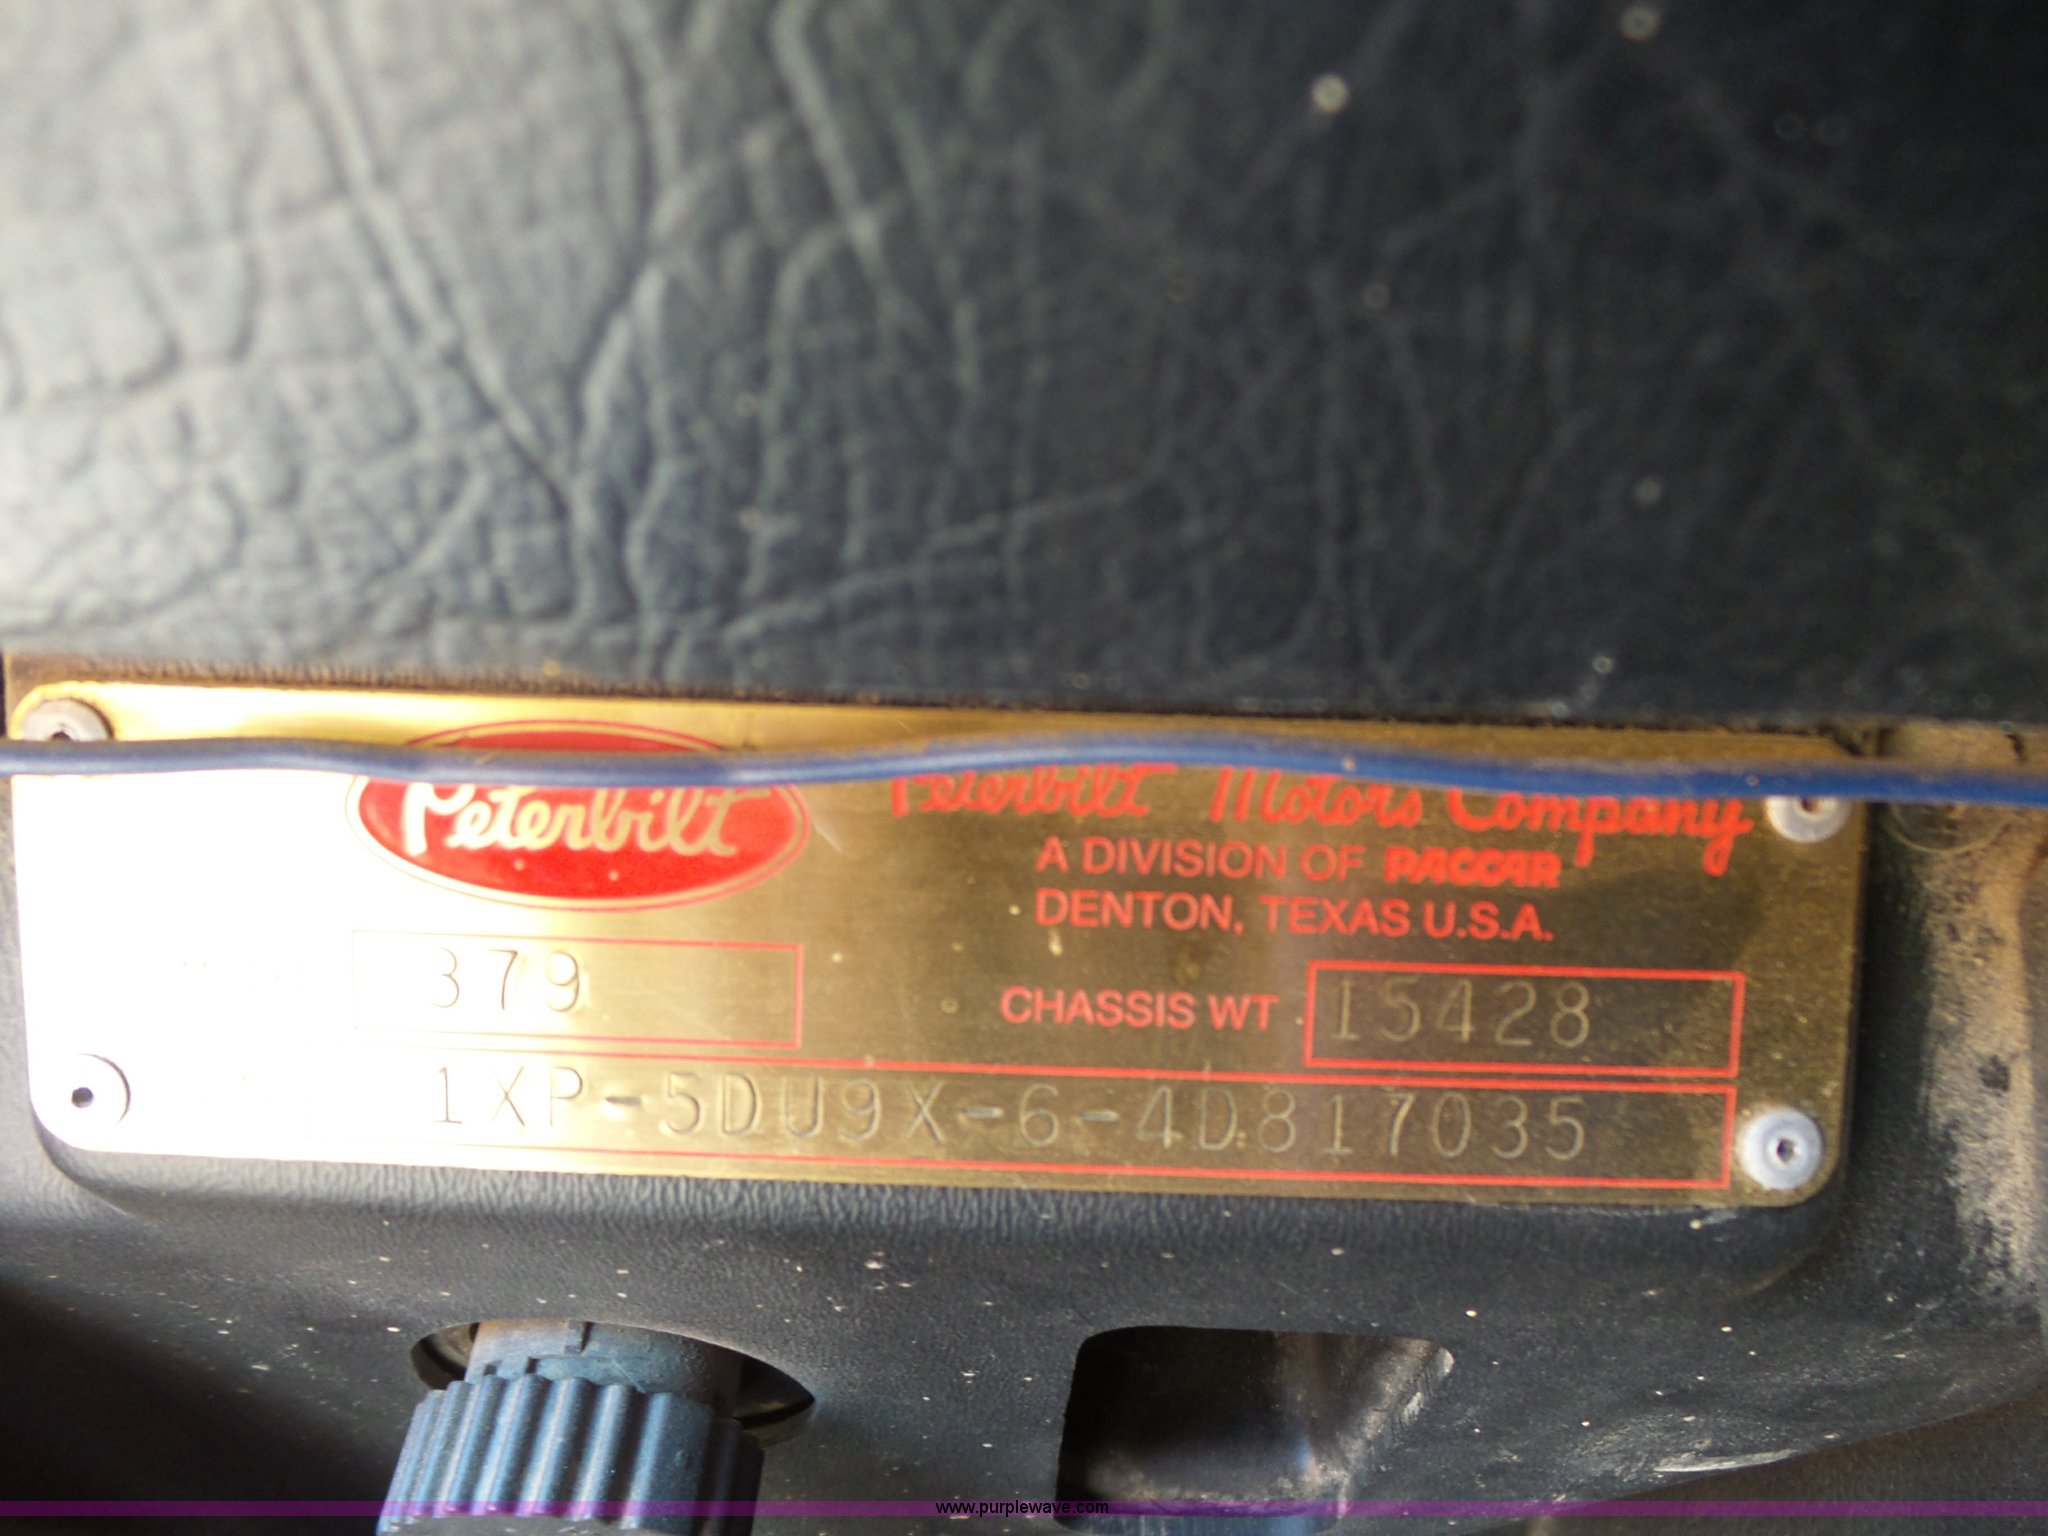 Peterbilt
Peterbilt Motors Company
A DIVISION OF PACCAR
DENTON, TEXAS U.S.A.
379
CHASSIS WT 15428
1XP-5DU9X-6-4D817035
www.purplewave.com